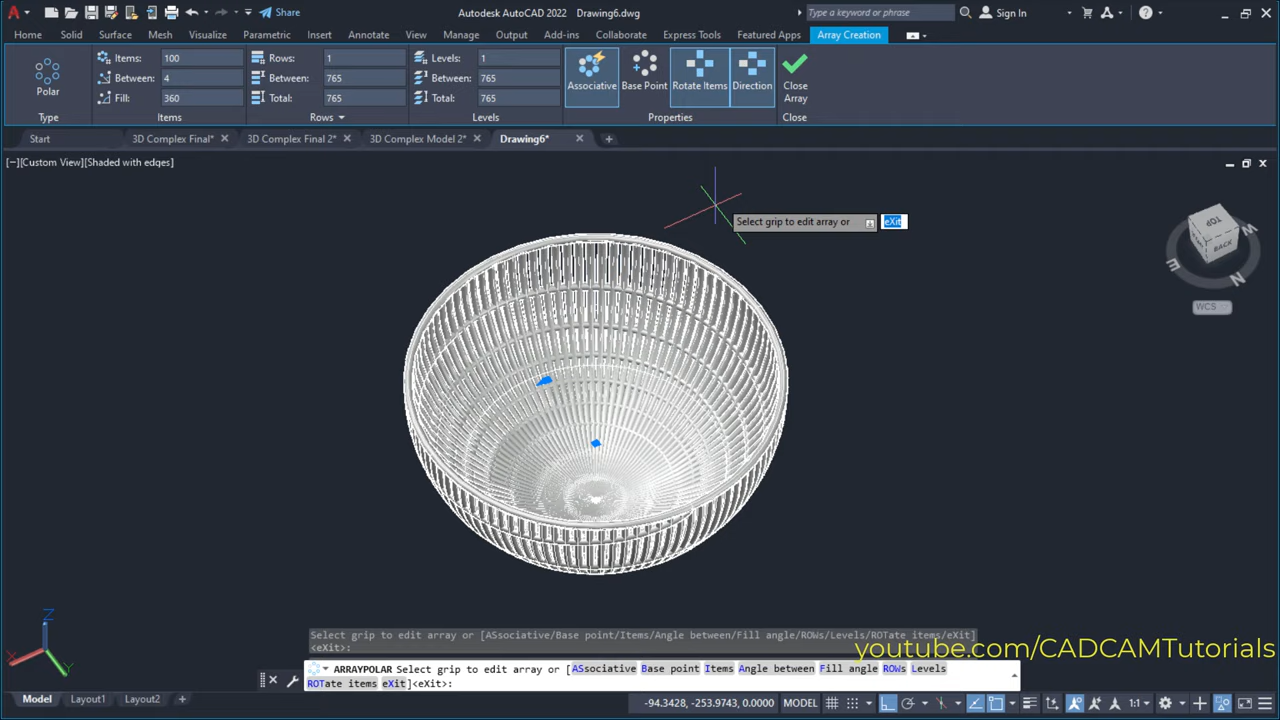 Share
Autodesk AutoCAD 2022 Drawing6.dwg
Type a keyword or phrase
Sign In
Home Solid Surface Mesh Visualize Parametric Insert Annotate View Manage Output Add-ins Collaborate Express Tools Featured Apps Array Creation
Polar
Type
Items: 100
Between: 4
Fill: 360
Items
Rows: 1
Between: 765
Total: 765
Rows
Levels: 1
Between: 765
Total: 765
Levels
Associative Base Point Rotate Items Direction
Properties
Close
Array
Close
Start 3D Complex Final* 3D Complex Final 2* 3D Complex Model 2* Drawing6*
[−][Custom View][Shaded with edges]
Select grip to edit array or eXit
TOP
BACK
M
E
N
WCS
Z
X
Y
Select grip to edit array or [ASsociative/Base point/Items/Angle between/Fill angle/ROWs/Levels/ROTate items/eXit]
<eXit>:
youtube.com/CADCAMTutorials
ARRAYPOLAR Select grip to edit array or [ASsociative Base point Items Angle between Fill angle ROWs Levels
ROTate items eXit]<eXit>:
Model Layout1 Layout2
-94.3428, -253.9743, 0.0000 MODEL 1:1